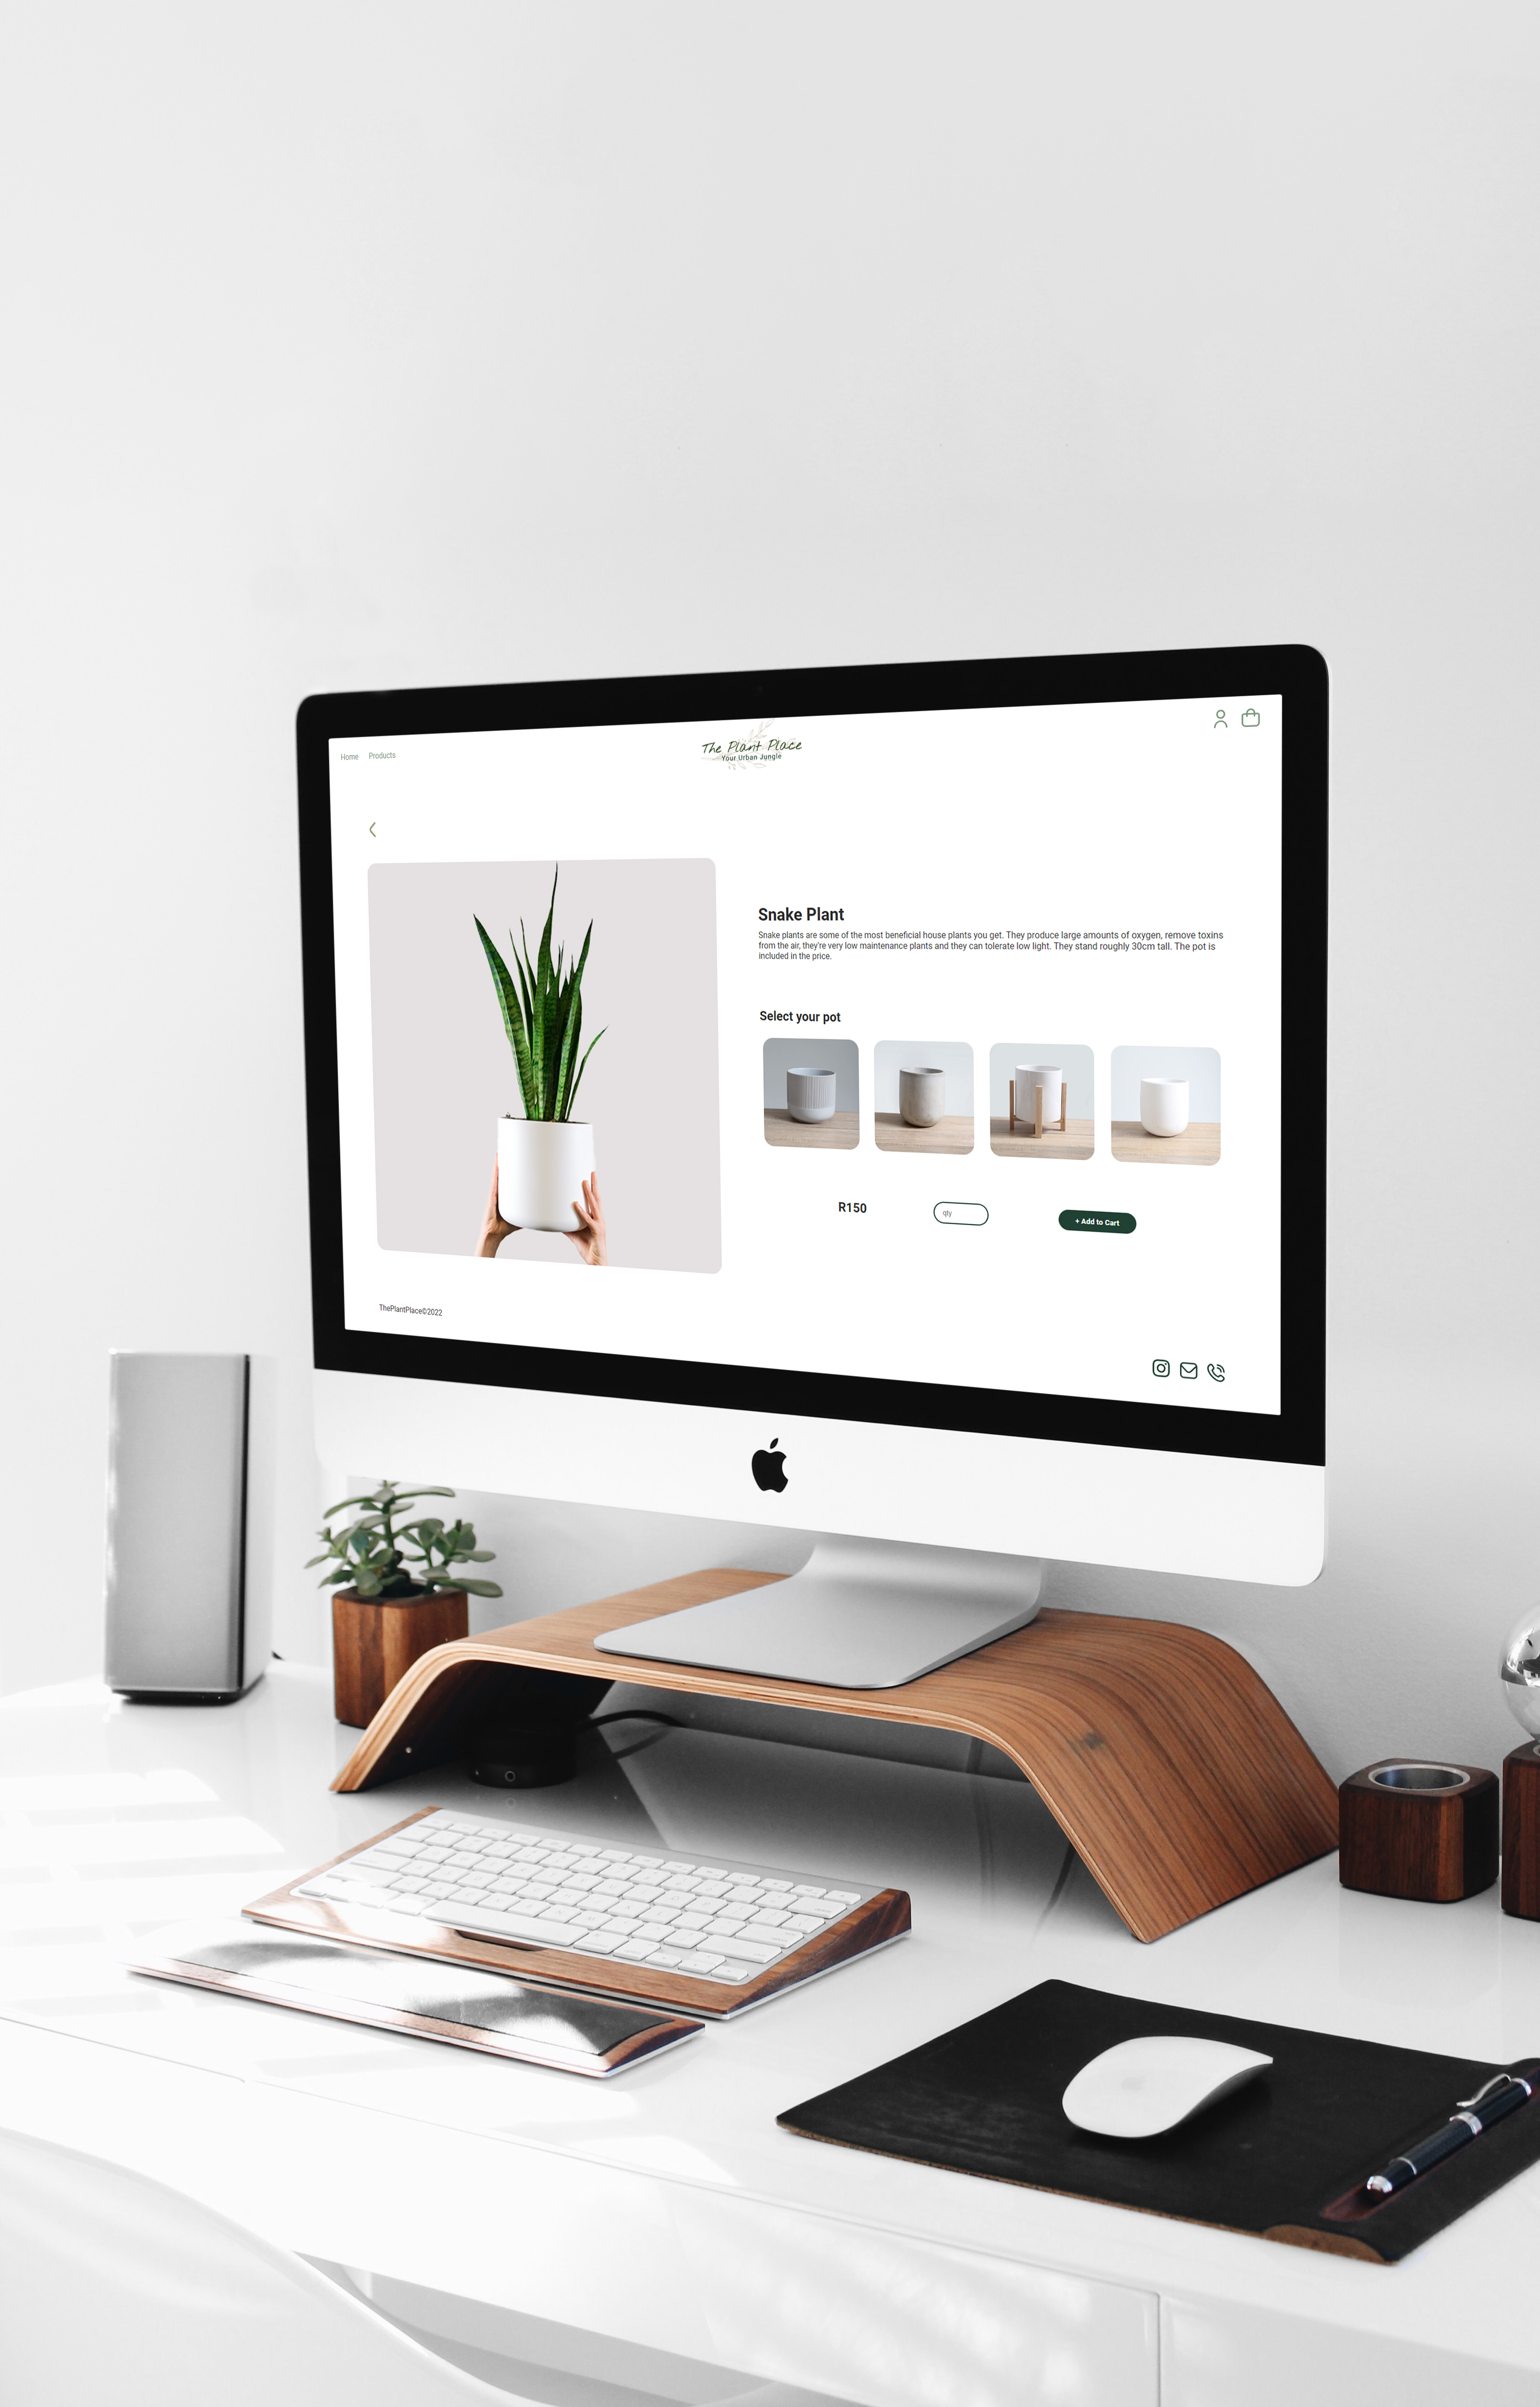 Home Products
The Plant Place
Your Urban Jungle
Snake Plant
Snake plants are some of the most beneficial house plants you get. They produce large amounts of oxygen, remove toxins
from the air, they're very low maintenance plants and they can tolerate low light. They stand roughly 30cm tall. The pot is
included in the price.
Select your pot
R150
qty
+ Add to Cart
ThePlantPlace©2022